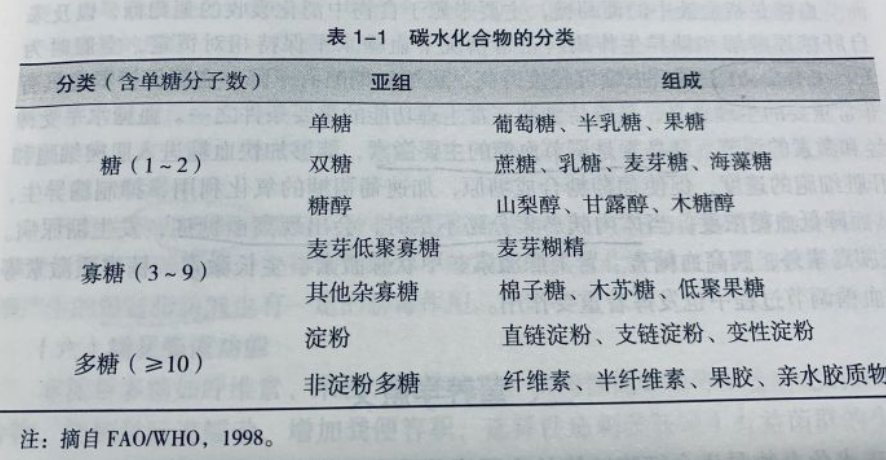 表 1-1 碳水化合物的分类
分类（含单糖分子数） 亚组 组成
单糖 葡萄糖、半乳糖、果糖
糖（1~2） 双糖 蔗糖、乳糖、麦芽糖、海藻糖
糖醇 山梨醇、甘露醇、木糖醇
麦芽低聚寡糖 麦芽糊精
寡糖（3~9）
其他杂寡糖 棉子糖、木苏糖、低聚果糖
淀粉 直链淀粉、支链淀粉、变性淀粉
多糖（≥10）
非淀粉多糖 纤维素、半纤维素、果胶、亲水胶质物
注：摘自 FAO/WHO，1998。